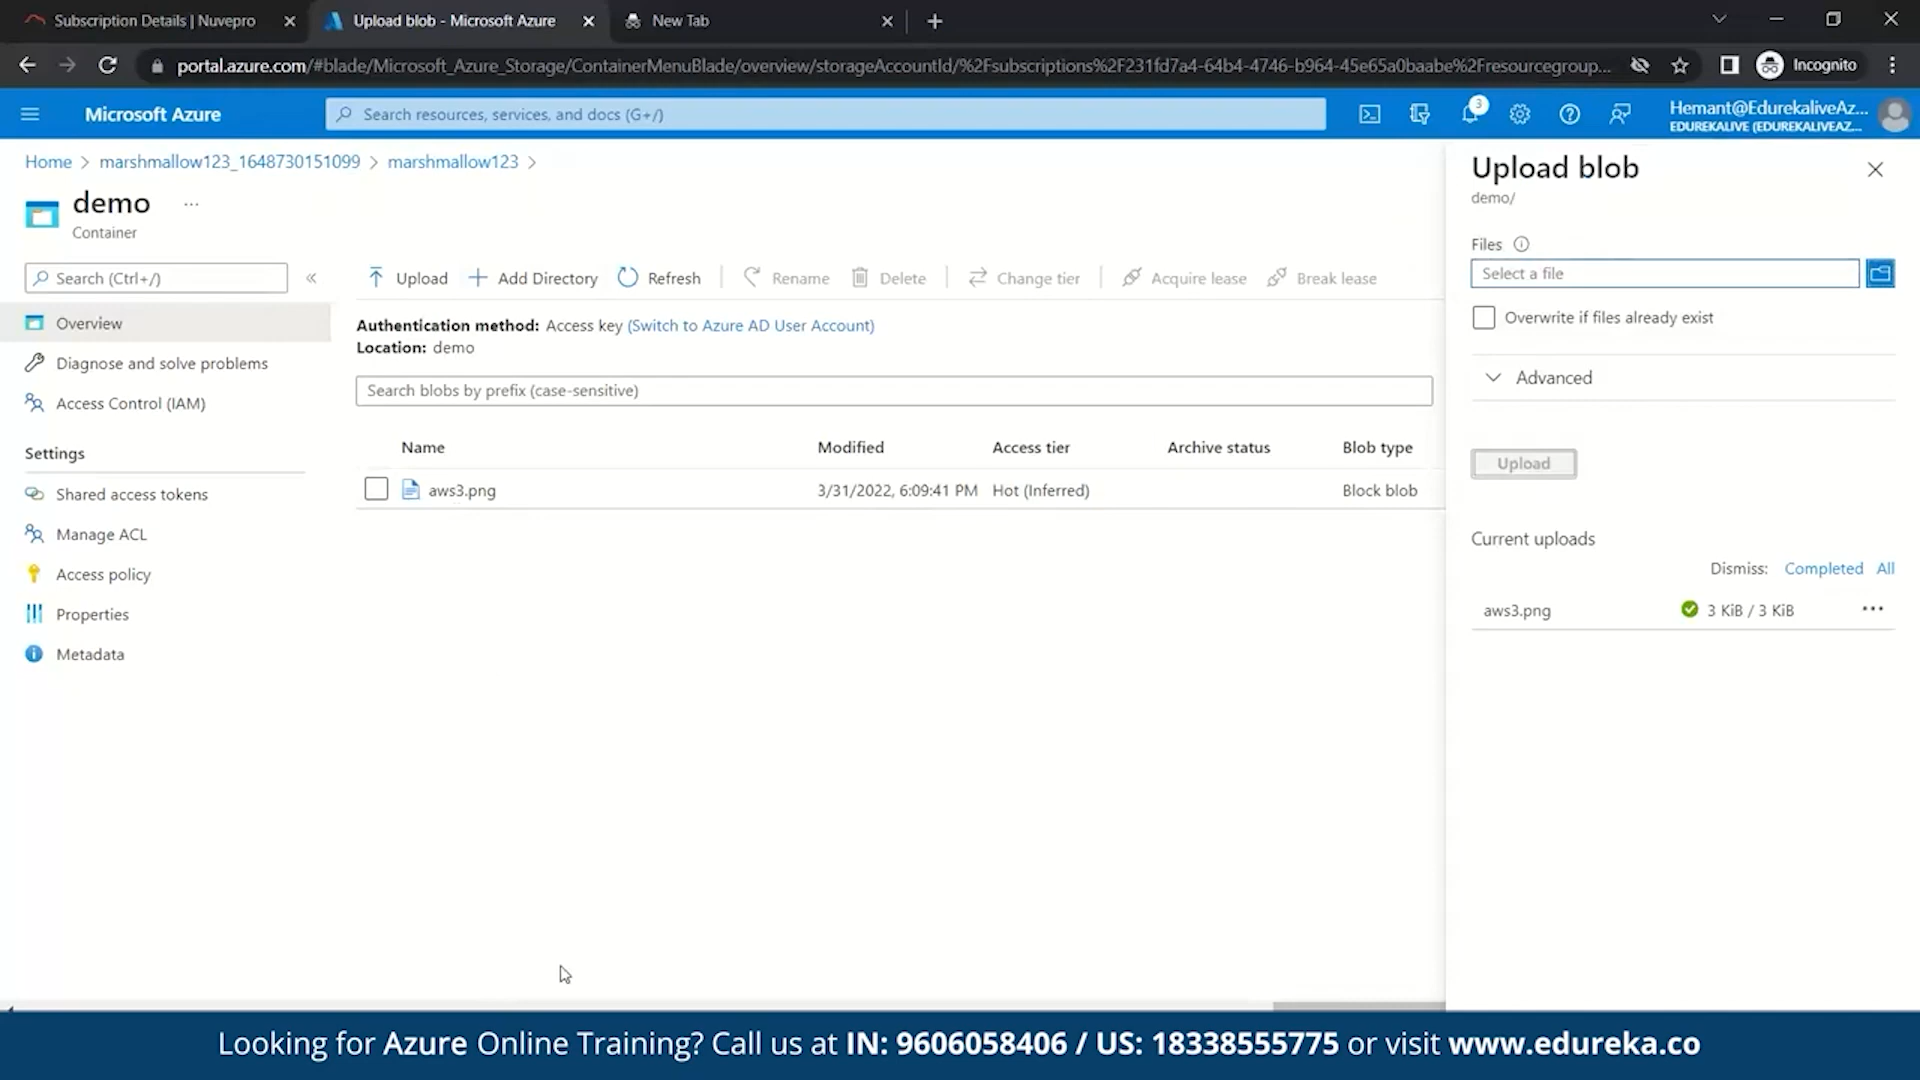 Subscription Details | Nuvepro
Upload blob - Microsoft Azure
New Tab
portal.azure.com/#blade/Microsoft_Azure_Storage/ContainerMenuBlade/overview/storageAccountId/%2Fsubscriptions%2F231fd7a4-64b4-4746-b964-45e65a0baabe%2Fresourcegroup...
Incognito
Microsoft Azure
Search resources, services, and docs (G+/)
3
Hemant@EdurekaliveAz...
EDUREKALIVE (EDUREKALIVEAZ...
Home > marshmallow123_1648730151099 > marshmallow123 >
demo ...
Container
Search (Ctrl+/)
«
Overview
Diagnose and solve problems
Access Control (IAM)
Settings
Shared access tokens
Manage ACL
Access policy
Properties
Metadata
Upload
Add Directory
Refresh
Rename
Delete
Change tier
Acquire lease
Break lease
Authentication method: Access key (Switch to Azure AD User Account)
Location: demo
Search blobs by prefix (case-sensitive)
Name Modified Access tier Archive status Blob type
aws3.png 3/31/2022, 6:09:41 PM Hot (Inferred) Block blob
Upload blob
demo/
Files
Select a file
Overwrite if files already exist
Advanced
Upload
Current uploads
Dismiss: Completed All
aws3.png 3 KiB / 3 KiB ...
Looking for Azure Online Training? Call us at IN: 9606058406 / US: 18338555775 or visit www.edureka.co